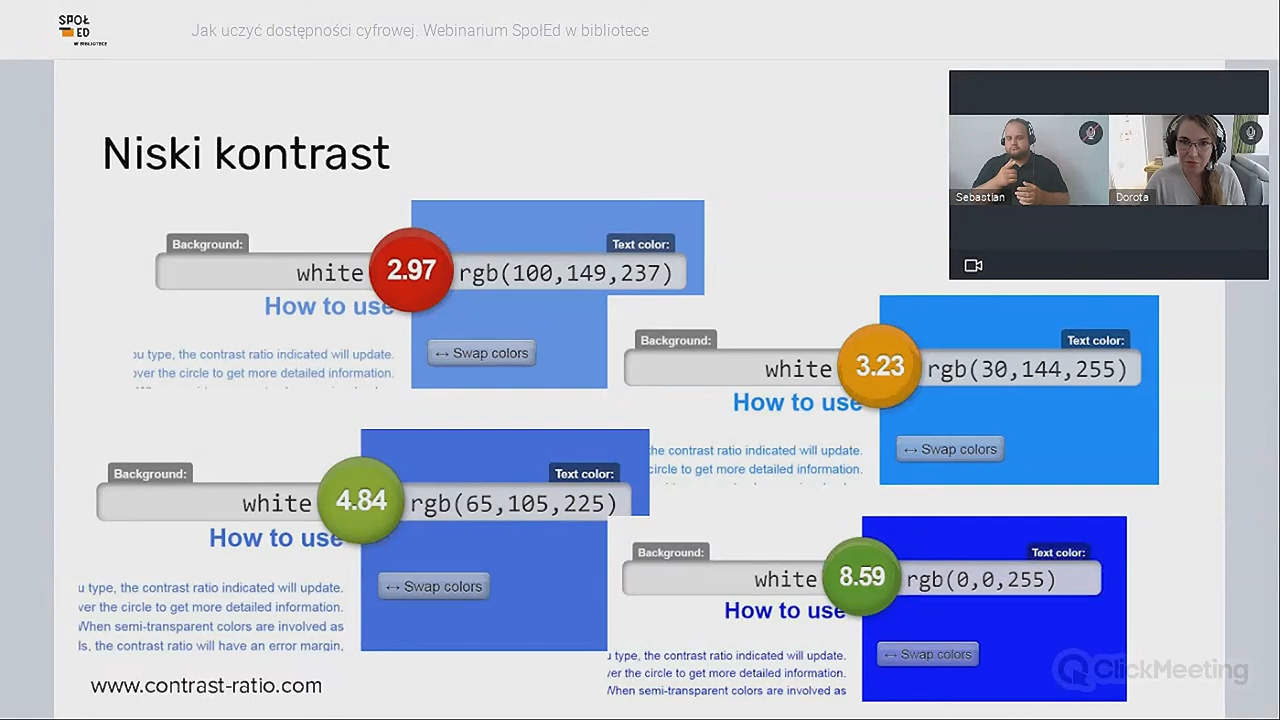 SPOŁ
ED
W BIBLIOTECE
Jak uczyć dostępności cyfrowej. Webinarium SpołEd w bibliotece
Niski kontrast
Sebastian
Dorota
Background:
Text color:
white 2.97 rgb(100,149,237)
How to use
ou type, the contrast ratio indicated will update.
over the circle to get more detailed information.
↔ Swap colors
Background:
Text color:
white 3.23 rgb(30,144,255)
How to use
the contrast ratio indicated will update.
circle to get more detailed information.
↔ Swap colors
Background:
Text color:
white 4.84 rgb(65,105,225)
How to use
u type, the contrast ratio indicated will update.
ver the circle to get more detailed information.
When semi-transparent colors are involved as
ls, the contrast ratio will have an error margin.
↔ Swap colors
Background:
Text color:
white 8.59 rgb(0,0,255)
How to use
u type, the contrast ratio indicated will update.
ver the circle to get more detailed information.
When semi-transparent colors are involved as
↔ Swap colors
www.contrast-ratio.com
ClickMeeting